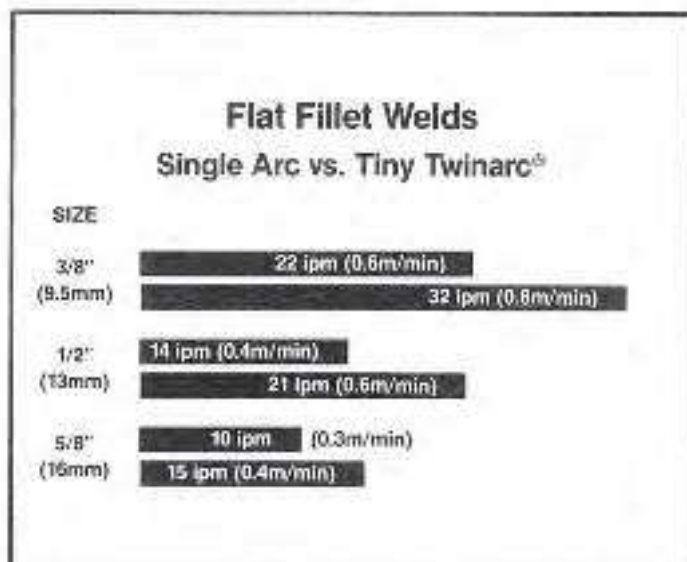 Flat Fillet Welds
Single Arc vs. Tiny Twinarc®
SIZE
3/8"
(9.5mm)
22 ipm (0.6m/min)
32 ipm (0.8m/min)
1/2"
(13mm)
14 ipm (0.4m/min)
21 ipm (0.6m/min)
5/8"
(16mm)
10 ipm (0.3m/min)
15 ipm (0.4m/min)